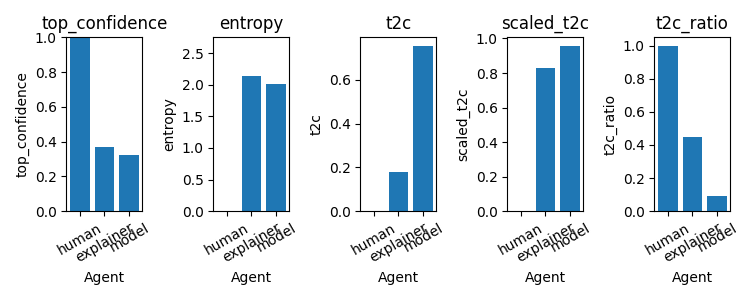 top_confidence
top_confidence
1.0
0.8
0.6
0.4
0.2
0.0
human
explainer
model
Agent
entropy
entropy
2.5
2.0
1.5
1.0
0.5
0.0
human
explainer
model
Agent
t2c
t2c
0.6
0.4
0.2
0.0
human
explainer
model
Agent
scaled_t2c
scaled_t2c
1.0
0.8
0.6
0.4
0.2
0.0
human
explainer
model
Agent
t2c_ratio
t2c_ratio
1.0
0.8
0.6
0.4
0.2
0.0
human
explainer
model
Agent